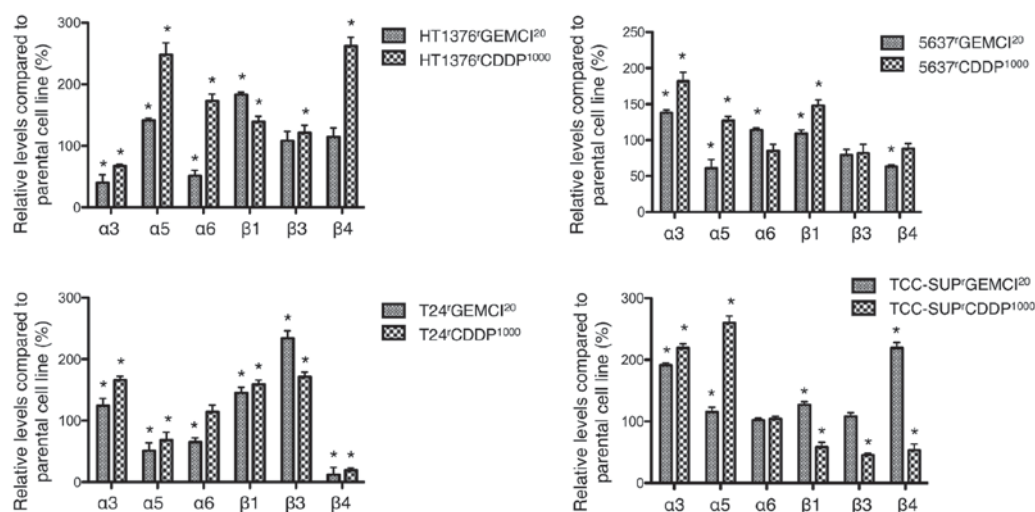 Relative levels compared to
parental cell line (%)
300
200
100
0
* * * * * * * * * *
α3 α5 α6 β1 β3 β4
HT1376ʳGEMCI²⁰
HT1376ʳCDDP¹⁰⁰⁰
Relative levels compared to
parental cell line (%)
250
200
150
100
50
0
* * * * * * * *
α3 α5 α6 β1 β3 β4
5637ʳGEMCI²⁰
5637ʳCDDP¹⁰⁰⁰
Relative levels compared to
parental cell line (%)
300
200
100
0
* * * * * * * * * * *
α3 α5 α6 β1 β3 β4
T24ʳGEMCI²⁰
T24ʳCDDP¹⁰⁰⁰
Relative levels compared to
parental cell line (%)
300
200
100
0
* * * * * * * * *
α3 α5 α6 β1 β3 β4
TCC-SUPʳGEMCI²⁰
TCC-SUPʳCDDP¹⁰⁰⁰